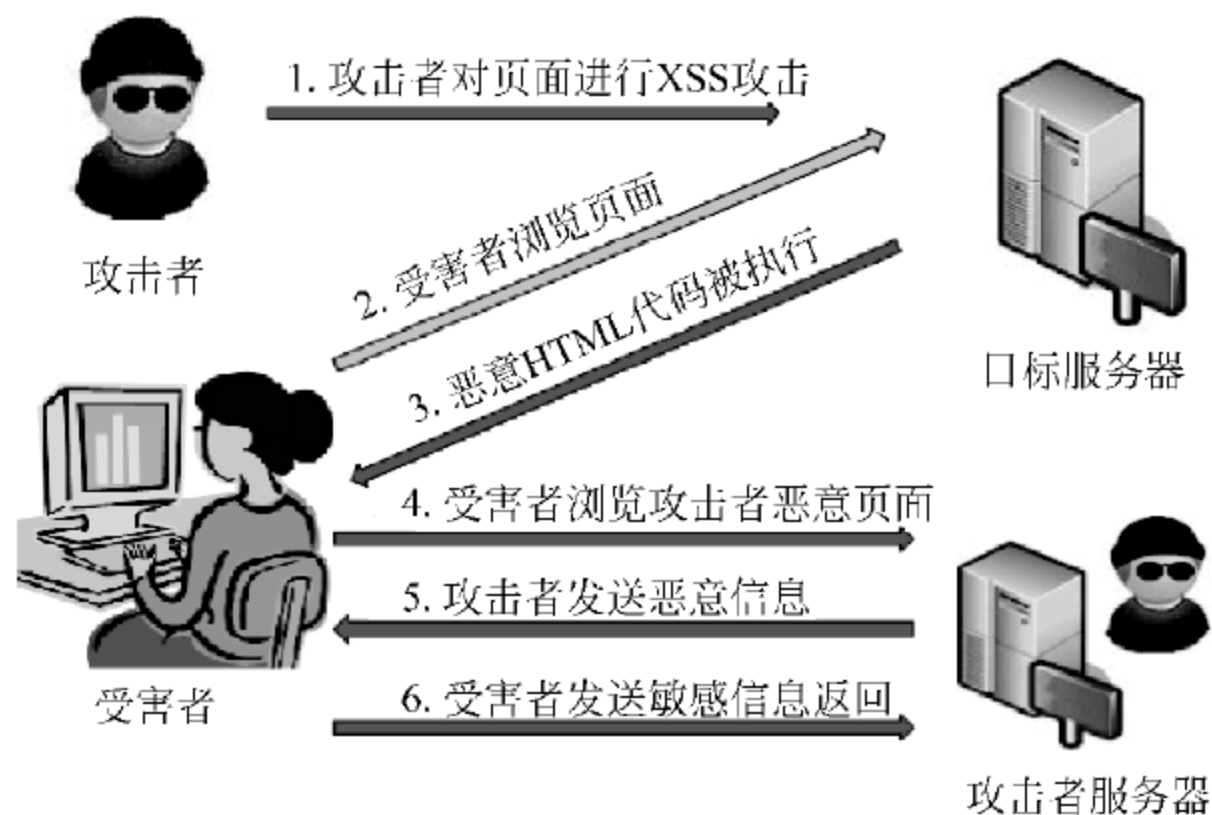 1. 攻击者对页面进行XSS攻击
攻击者
2. 受害者浏览页面
3. 恶意HTML代码被执行
目标服务器
4. 受害者浏览攻击者恶意页面
5. 攻击者发送恶意信息
6. 受害者发送敏感信息返回
受害者
攻击者服务器